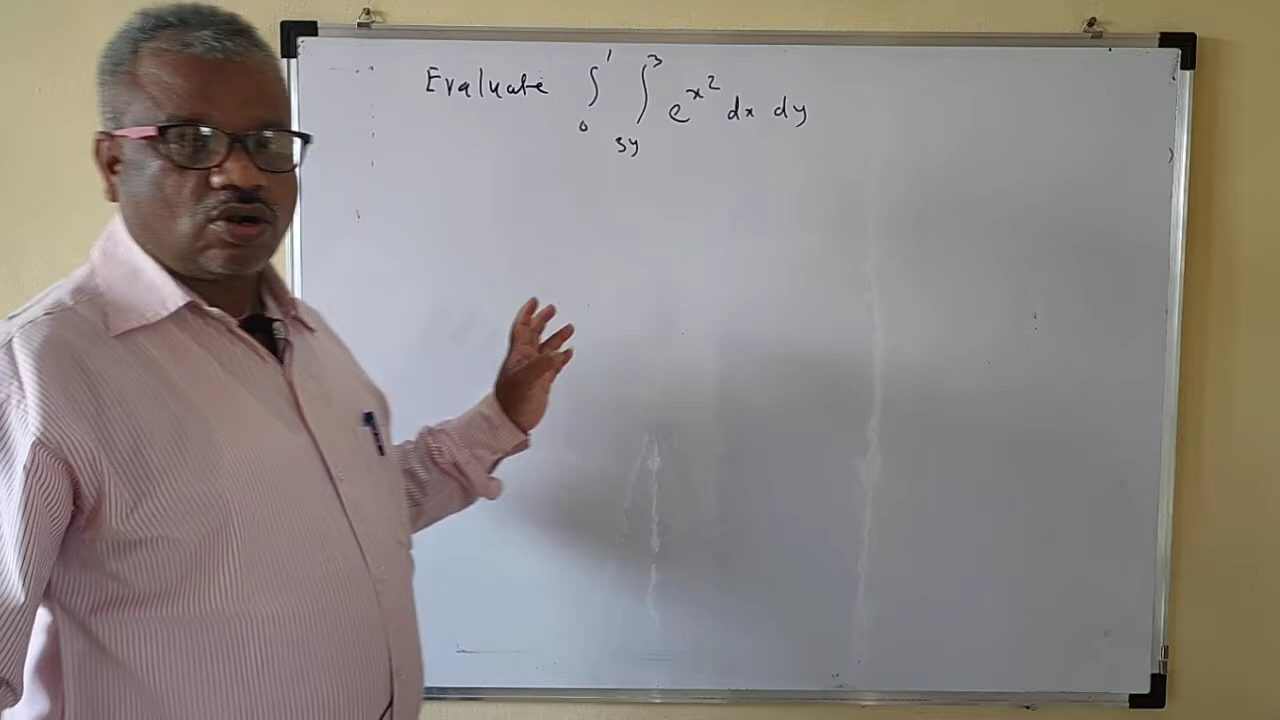 Evaluate ∫₀¹ ∫₃ᵧ³ e^{x²} dx dy